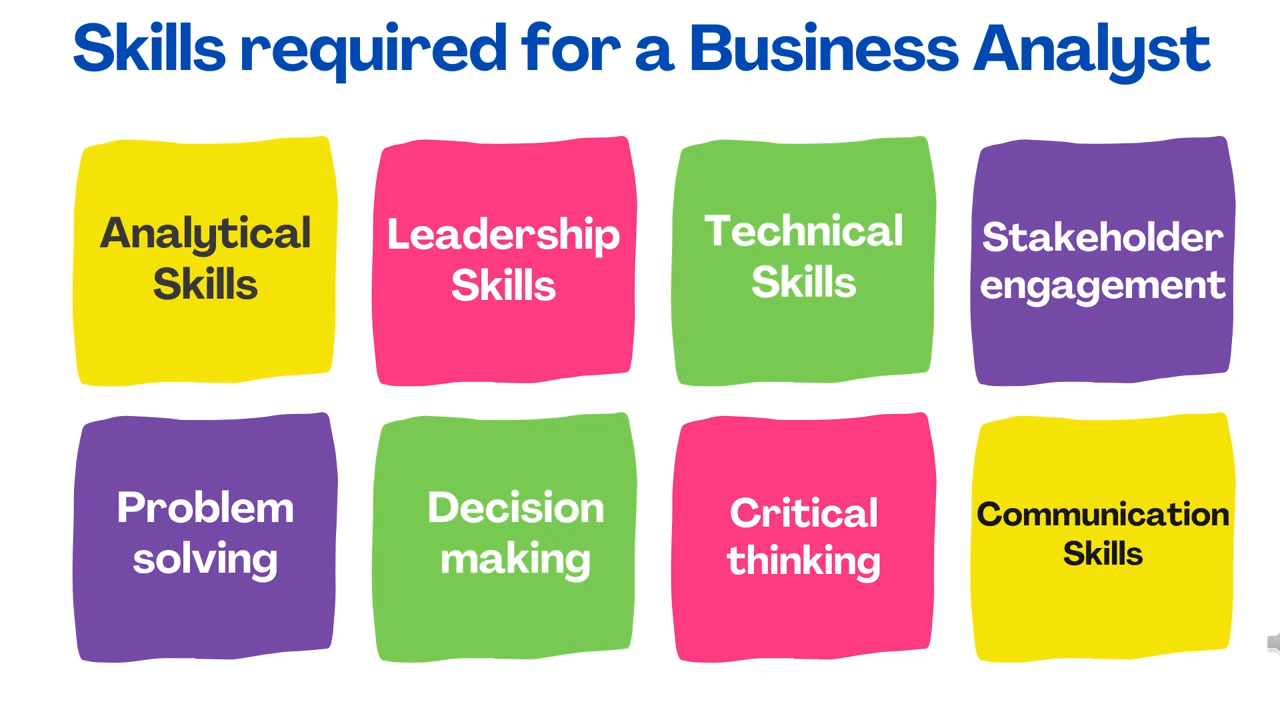 Skills required for a Business Analyst
Analytical
Skills
Leadership
Skills
Technical
Skills
Stakeholder
engagement
Problem
solving
Decision
making
Critical
thinking
Communication
Skills